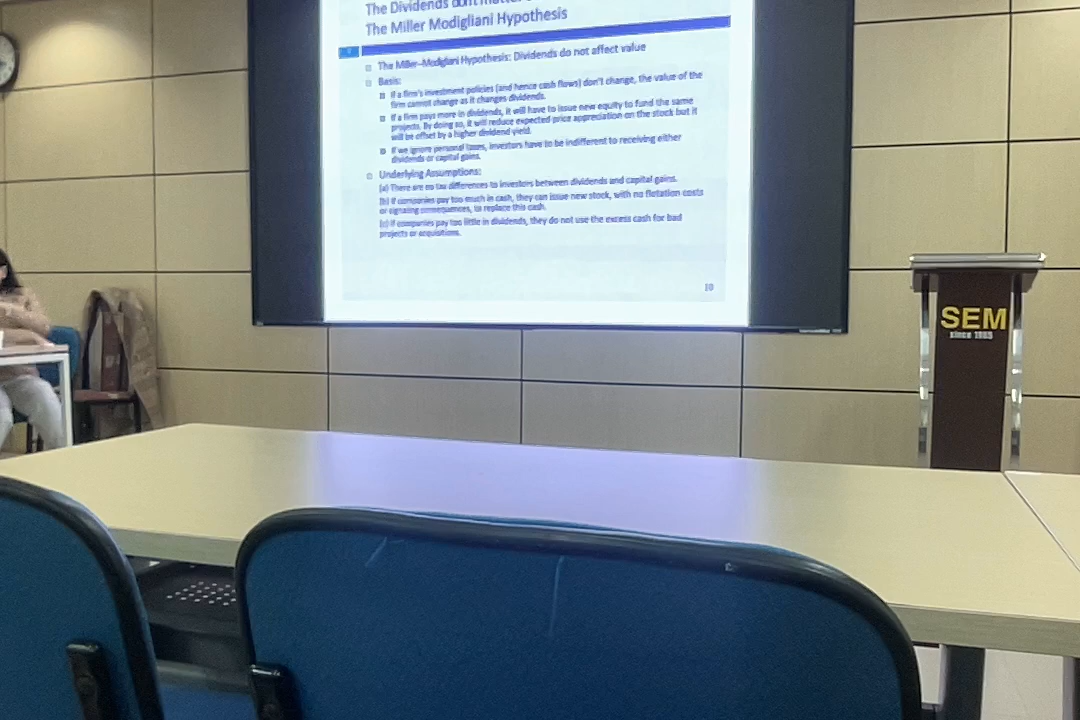 The Dividends don't matter
The Miller Modigliani Hypothesis
The Miller-Modigliani Hypothesis: Dividends do not affect value
Basis:
If a firm's investment policies (and hence cash flows) don't change, the value of the
firm cannot change as it changes dividends.
If a firm pays more in dividends, it will have to issue new equity to fund the same
projects. By doing so, it will reduce expected price appreciation on the stock but it
will be offset by a higher dividend yield.
If we ignore personal taxes, investors have to be indifferent to receiving either
dividends or capital gains.
Underlying Assumptions:
(a) There are no tax differences to investors between dividends and capital gains.
(b) If companies pay too much in cash, they can issue new stock, with no flotation costs
or signaling consequences, to replace this cash.
(c) If companies pay too little in dividends, they do not use the excess cash for bad
projects or acquisitions.
10
SEM
since 1989